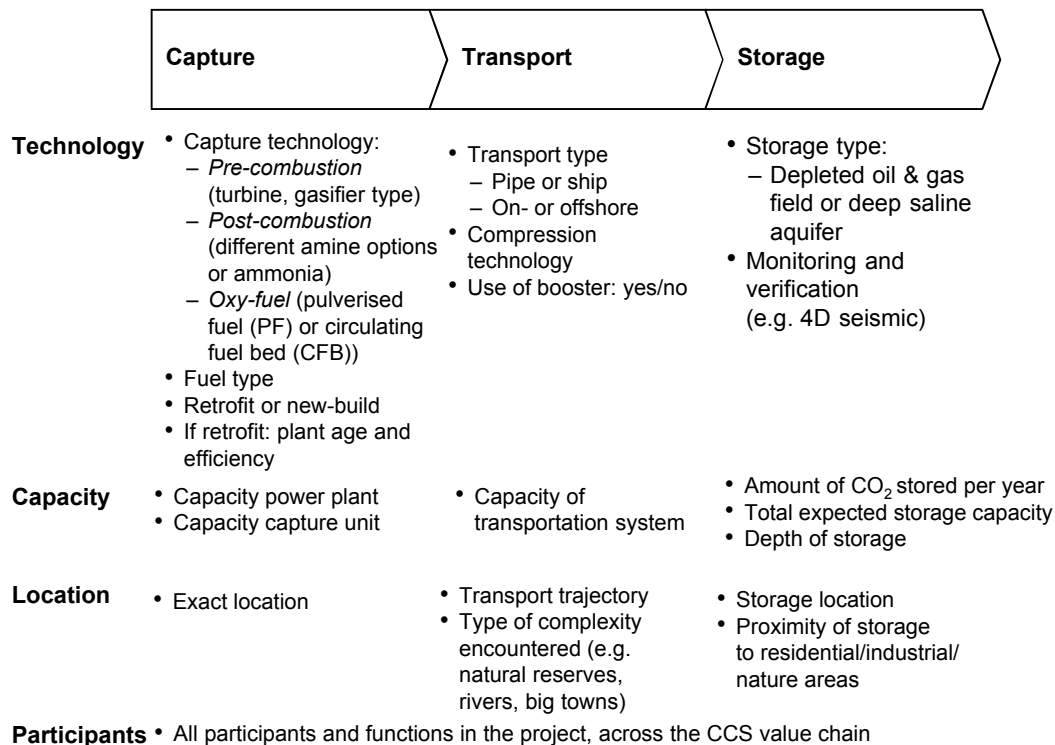 Capture
Transport
Storage
Technology
• Capture technology:
– Pre-combustion
(turbine, gasifier type)
– Post-combustion
(different amine options
or ammonia)
– Oxy-fuel (pulverised
fuel (PF) or circulating
fuel bed (CFB))
• Fuel type
• Retrofit or new-build
• If retrofit: plant age and
efficiency
• Transport type
– Pipe or ship
– On- or offshore
• Compression
technology
• Use of booster: yes/no
• Storage type:
– Depleted oil & gas
field or deep saline
aquifer
• Monitoring and
verification
(e.g. 4D seismic)
Capacity
• Capacity power plant
• Capacity capture unit
• Capacity of
transportation system
• Amount of CO₂ stored per year
• Total expected storage capacity
• Depth of storage
Location
• Exact location
• Transport trajectory
• Type of complexity
encountered (e.g.
natural reserves,
rivers, big towns)
• Storage location
• Proximity of storage
to residential/industrial/
nature areas
Participants
• All participants and functions in the project, across the CCS value chain